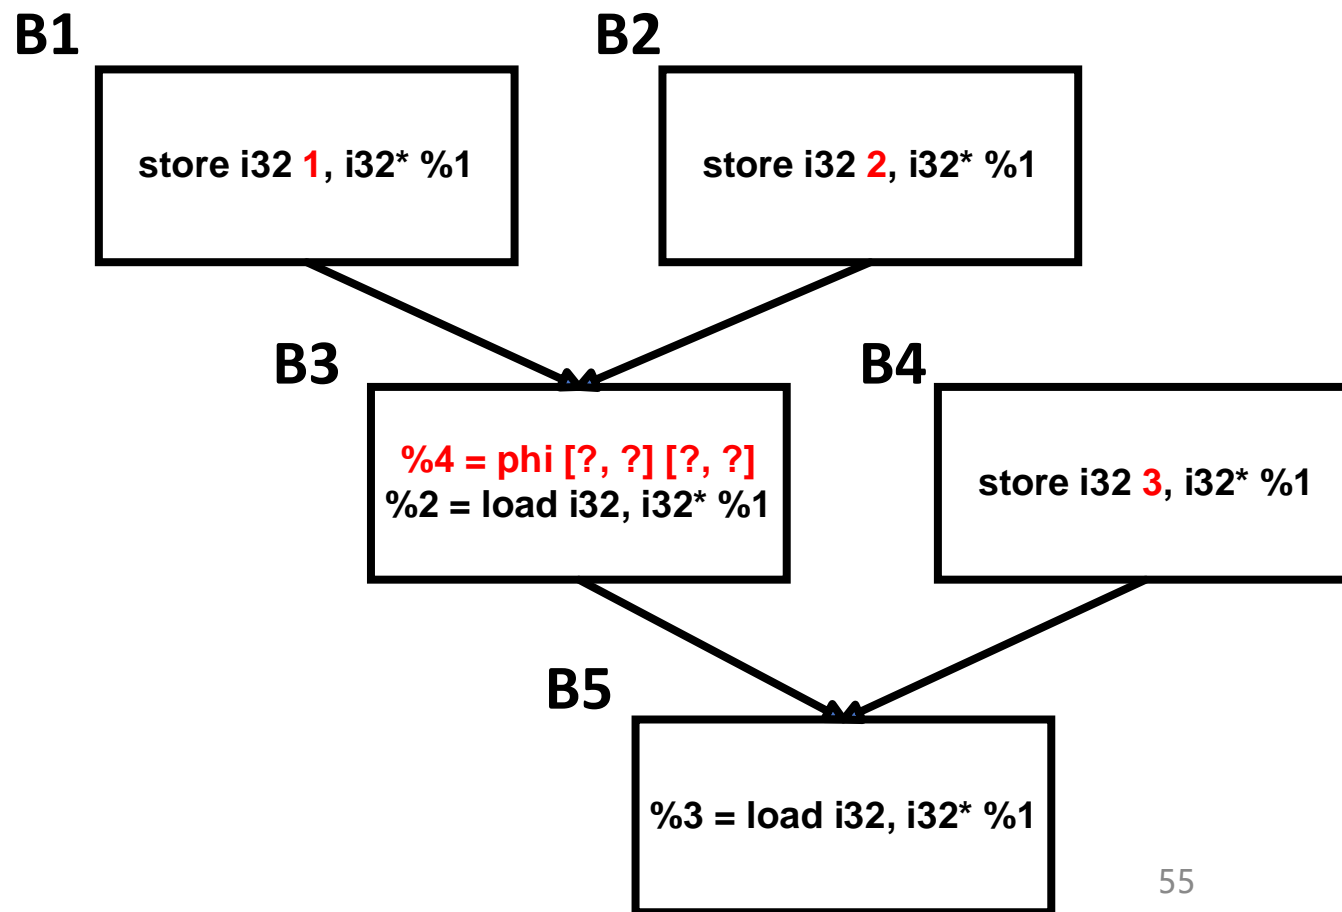 B1
B2
store i32 1, i32* %1
store i32 2, i32* %1
B3
B4
%4 = phi [?, ?] [?, ?]
%2 = load i32, i32* %1
store i32 3, i32* %1
B5
%3 = load i32, i32* %1
55